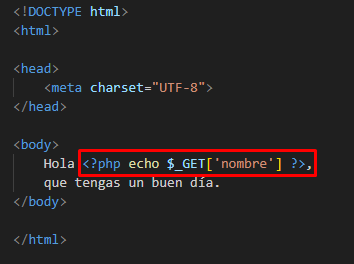 <!DOCTYPE html>
<html>
<head>
<meta charset="UTF-8">
</head>
<body>
Hola <?php echo $_GET['nombre'] ?>,
que tengas un buen día.
</body>
</html>